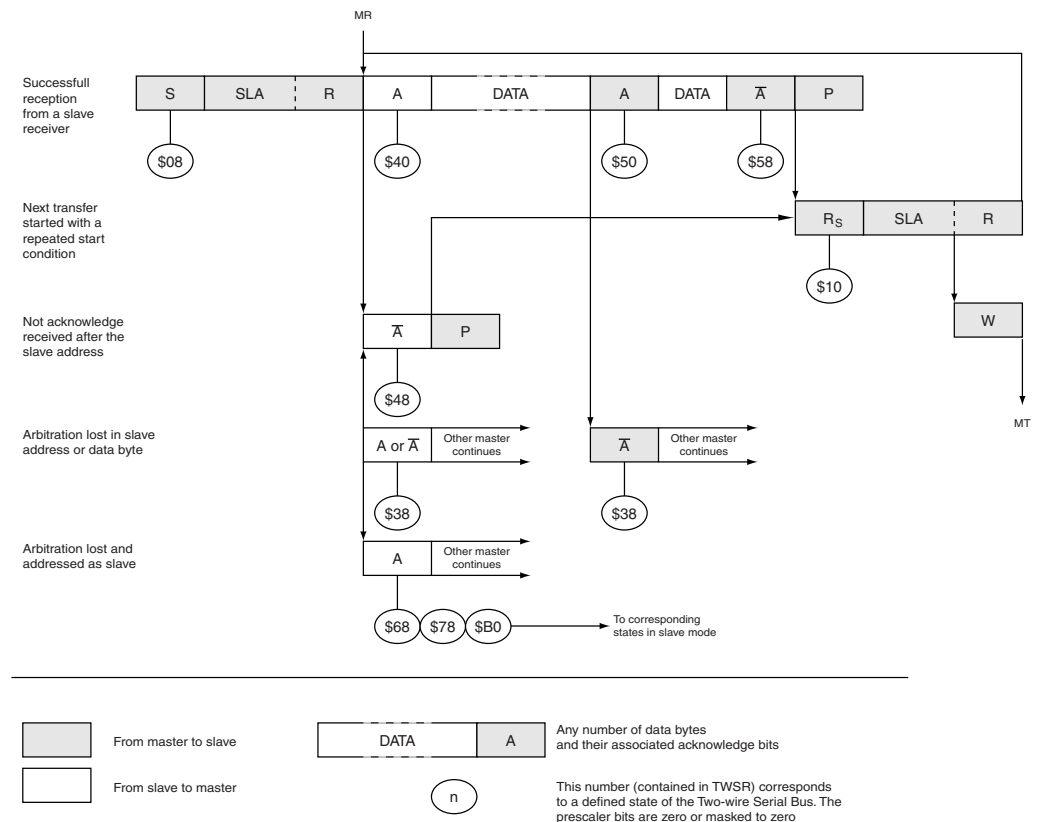 MR
Successfull
reception
from a slave
receiver
S SLA R A DATA A DATA A̅ P
$08 $40 $50 $58
Next transfer
started with a
repeated start
condition
RS SLA R
$10
Not acknowledge
received after the
slave address
A̅ P
W
$48
MT
Arbitration lost in slave
address or data byte
A or A̅
Other master
continues
A̅
Other master
continues
$38 $38
Arbitration lost and
addressed as slave
A
Other master
continues
$68 $78 $B0
To corresponding
states in slave mode
From master to slave
DATA A
Any number of data bytes
and their associated acknowledge bits
From slave to master
n
This number (contained in TWSR) corresponds
to a defined state of the Two-wire Serial Bus. The
prescaler bits are zero or masked to zero